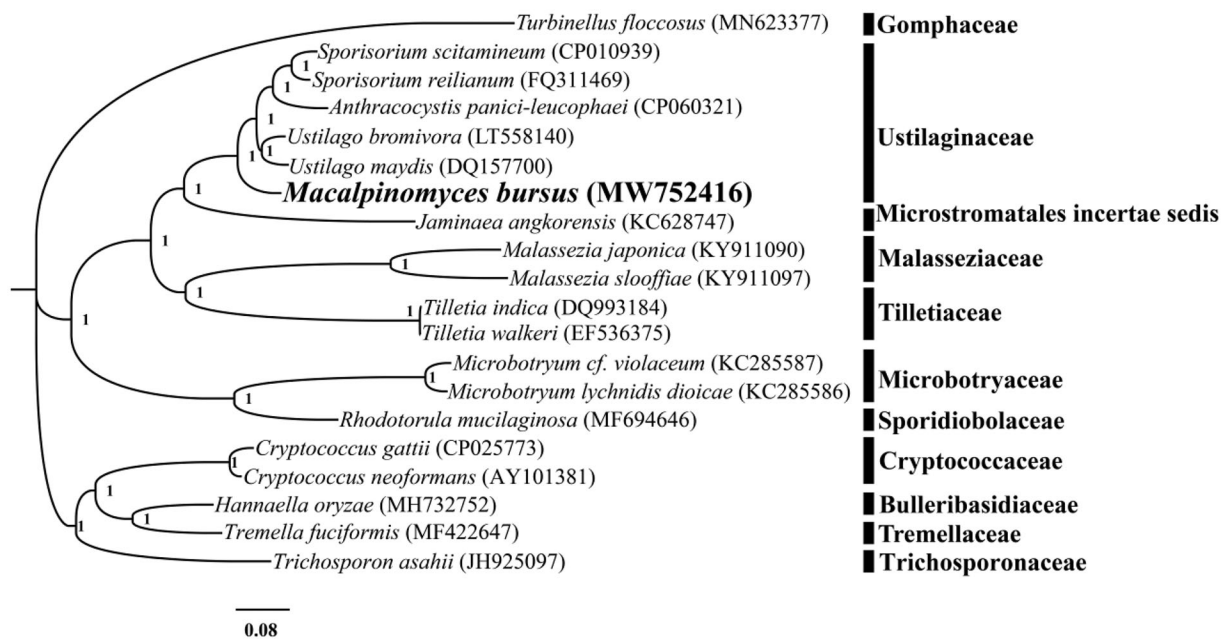 Turbinellus floccosus (MN623377)
Gomphaceae
Sporisorium scitamineum (CP010939)
1
Sporisorium reilianum (FQ311469)
1
Anthracocystis panici-leucophaei (CP060321)
1
Ustilago bromivora (LT558140)
Ustilaginaceae
1
1
Ustilago maydis (DQ157700)
1
Macalpinomyces bursus (MW752416)
Jaminaea angkorensis (KC628747)
Microstromatales incertae sedis
1
Malassezia japonica (KY911090)
1
Malasseziaceae
Malassezia slooffiae (KY911097)
1
Tilletia indica (DQ993184)
1
Tilletiaceae
1
Tilletia walkeri (EF536375)
Microbotryum cf. violaceum (KC285587)
1
Microbotryaceae
Microbotryum lychnidis dioicae (KC285586)
1
Rhodotorula mucilaginosa (MF694646)
Sporidiobolaceae
Cryptococcus gattii (CP025773)
1
Cryptococcaceae
Cryptococcus neoformans (AY101381)
1
Hannaella oryzae (MH732752)
Bulleribasidiaceae
1
1
Tremella fuciformis (MF422647)
Tremellaceae
Trichosporon asahii (JH925097)
Trichosporonaceae
0.08